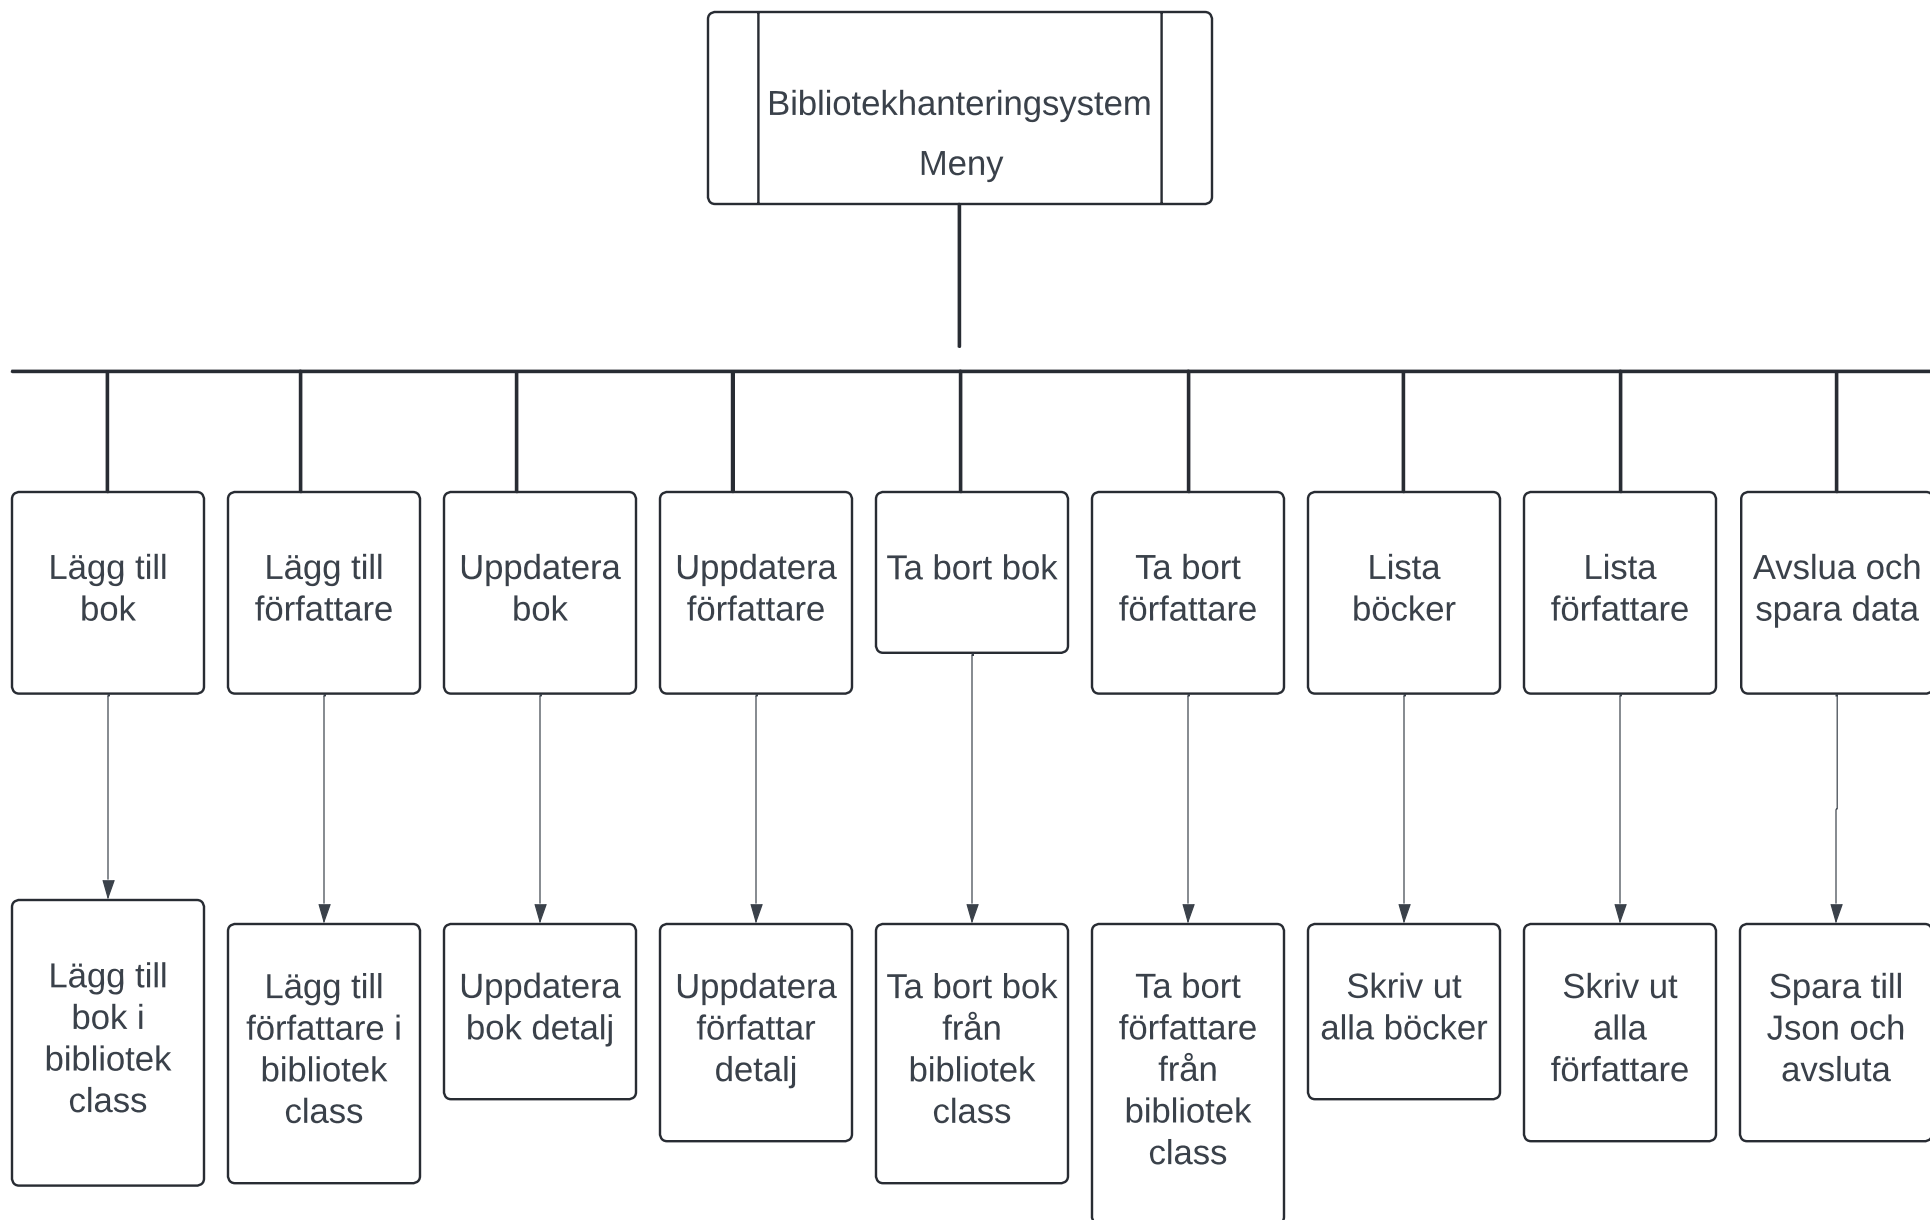 Bibliotekhanteringsystem
Meny
Lägg till
bok
Lägg till
författare
Uppdatera
bok
Uppdatera
författare
Ta bort bok
Ta bort
författare
Lista
böcker
Lista
författare
Avslua och
spara data
Lägg till
bok i
bibliotek
class
Lägg till
författare i
bibliotek
class
Uppdatera
bok detalj
Uppdatera
författar
detalj
Ta bort bok
från
bibliotek
class
Ta bort
författare
från
bibliotek
class
Skriv ut
alla böcker
Skriv ut
alla
författare
Spara till
Json och
avsluta